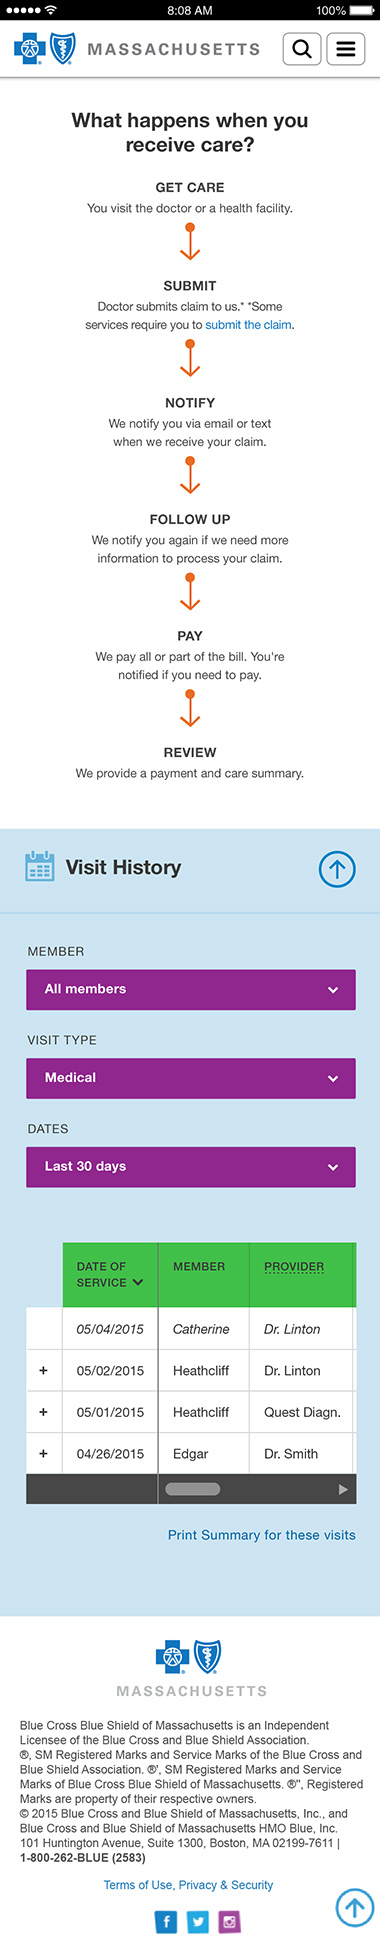 8:08 AM
100%
MASSACHUSETTS
What happens when you
receive care?
GET CARE
You visit the doctor or a health facility.
SUBMIT
Doctor submits claim to us.* *Some
services require you to submit the claim.
NOTIFY
We notify you via email or text
when we receive your claim.
FOLLOW UP
We notify you again if we need more
information to process your claim.
PAY
We pay all or part of the bill. You're
notified if you need to pay.
REVIEW
We provide a payment and care summary.
Visit History
MEMBER
All members
VISIT TYPE
Medical
DATES
Last 30 days
DATE OF SERVICE MEMBER PROVIDER
05/04/2015 Catherine Dr. Linton
+ 05/02/2015 Heathcliff Dr. Linton
+ 05/01/2015 Heathcliff Quest Diagn.
+ 04/26/2015 Edgar Dr. Smith
Print Summary for these visits
MASSACHUSETTS
Blue Cross Blue Shield of Massachusetts is an Independent
Licensee of the Blue Cross and Blue Shield Association.
®, SM Registered Marks and Service Marks of the Blue Cross and
Blue Shield Association. ®', SM Registered Marks and Service
Marks of Blue Cross Blue Shield of Massachusetts. ®", Registered
Marks are property of their respective owners.
© 2015 Blue Cross and Blue Shield of Massachusetts, Inc., and
Blue Cross and Blue Shield of Massachusetts HMO Blue, Inc.
101 Huntington Avenue, Suite 1300, Boston, MA 02199-7611 |
1-800-262-BLUE (2583)
Terms of Use, Privacy & Security